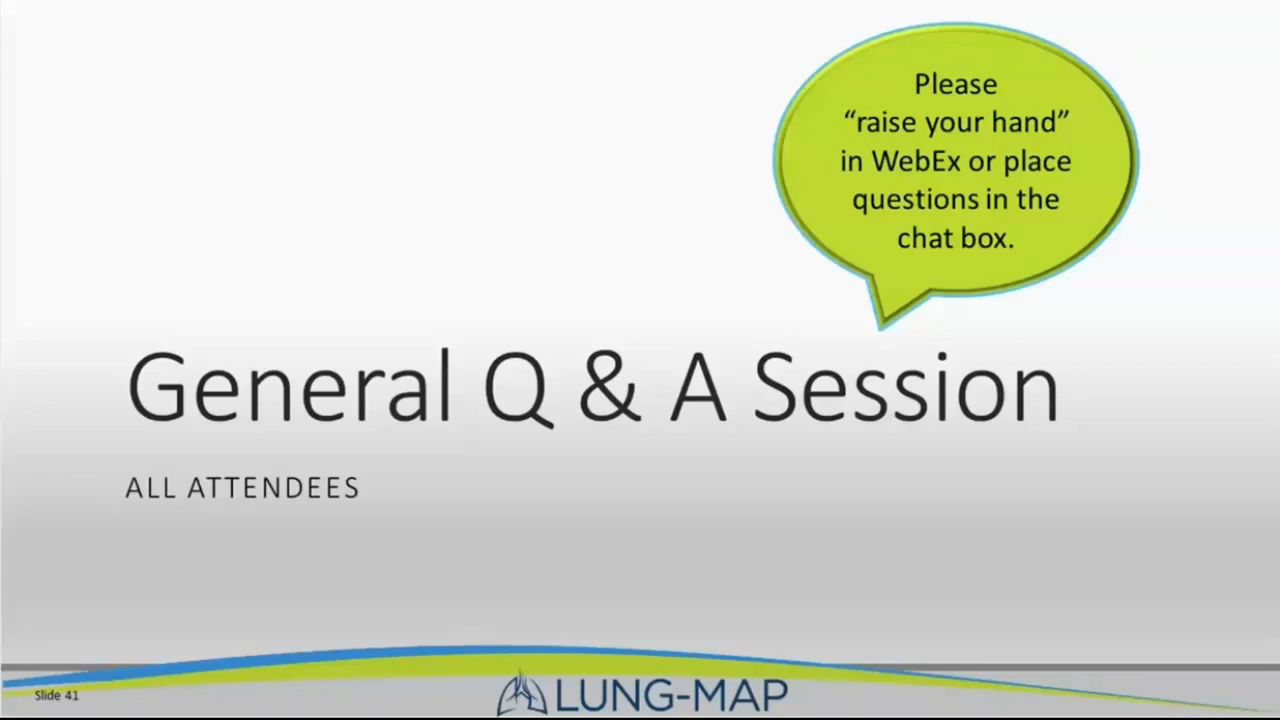 Please
“raise your hand”
in WebEx or place
questions in the
chat box.
General Q & A Session
ALL ATTENDEES
Slide 41
LUNG-MAP